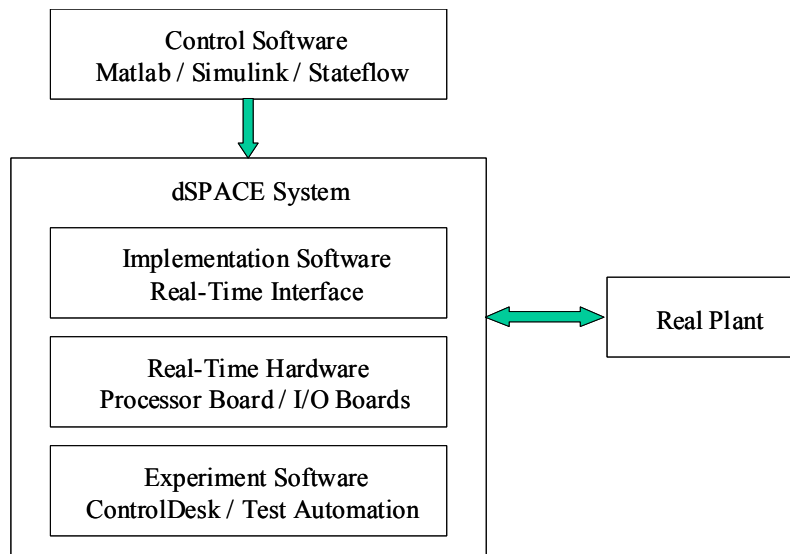 Control Software
Matlab / Simulink / Stateflow
dSPACE System
Implementation Software
Real-Time Interface
Real Plant
Real-Time Hardware
Processor Board / I/O Boards
Experiment Software
ControlDesk / Test Automation